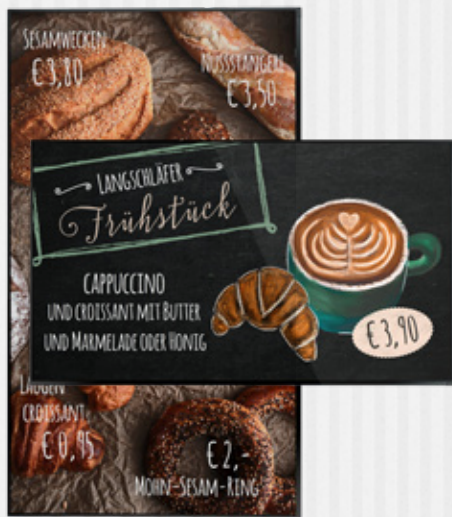 SESAMWECKEN
€ 3,80
NUSSSTANGERL
€ 3,50
LANGSCHLÄFER
Frühstück
CAPPUCCINO
UND CROISSANT MIT BUTTER
UND MARMELADE ODER HONIG
€ 3,90
LAUGEN
CROISSANT
€ 0,95
€ 2,-
MOHN-SESAM-RING